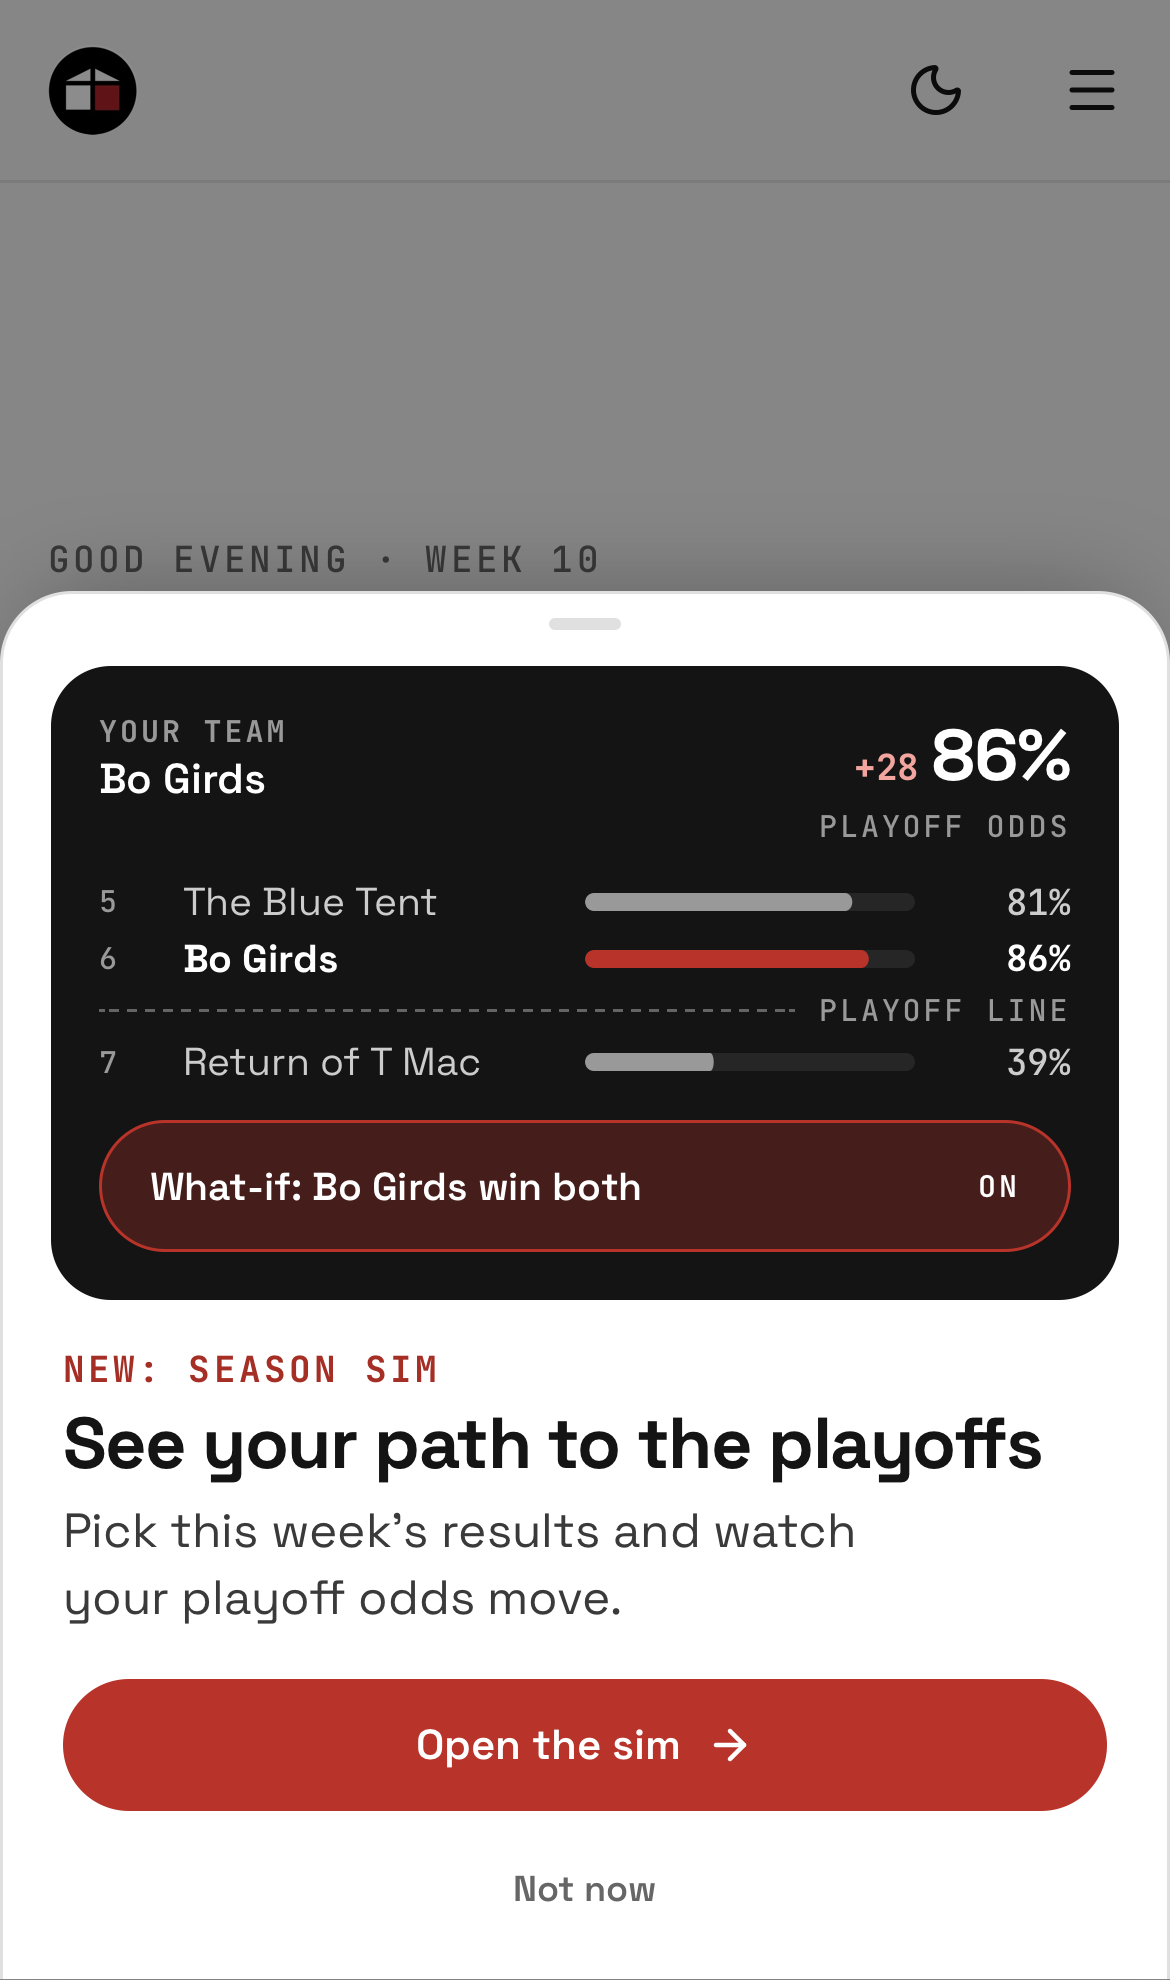 GOOD EVENING · WEEK 10
YOUR TEAM
Bo Girds
+28 86%
PLAYOFF ODDS
5 The Blue Tent 81%
6 Bo Girds 86%
PLAYOFF LINE
7 Return of T Mac 39%
What-if: Bo Girds win both ON
NEW: SEASON SIM
See your path to the playoffs
Pick this week’s results and watch
your playoff odds move.
Open the sim →
Not now